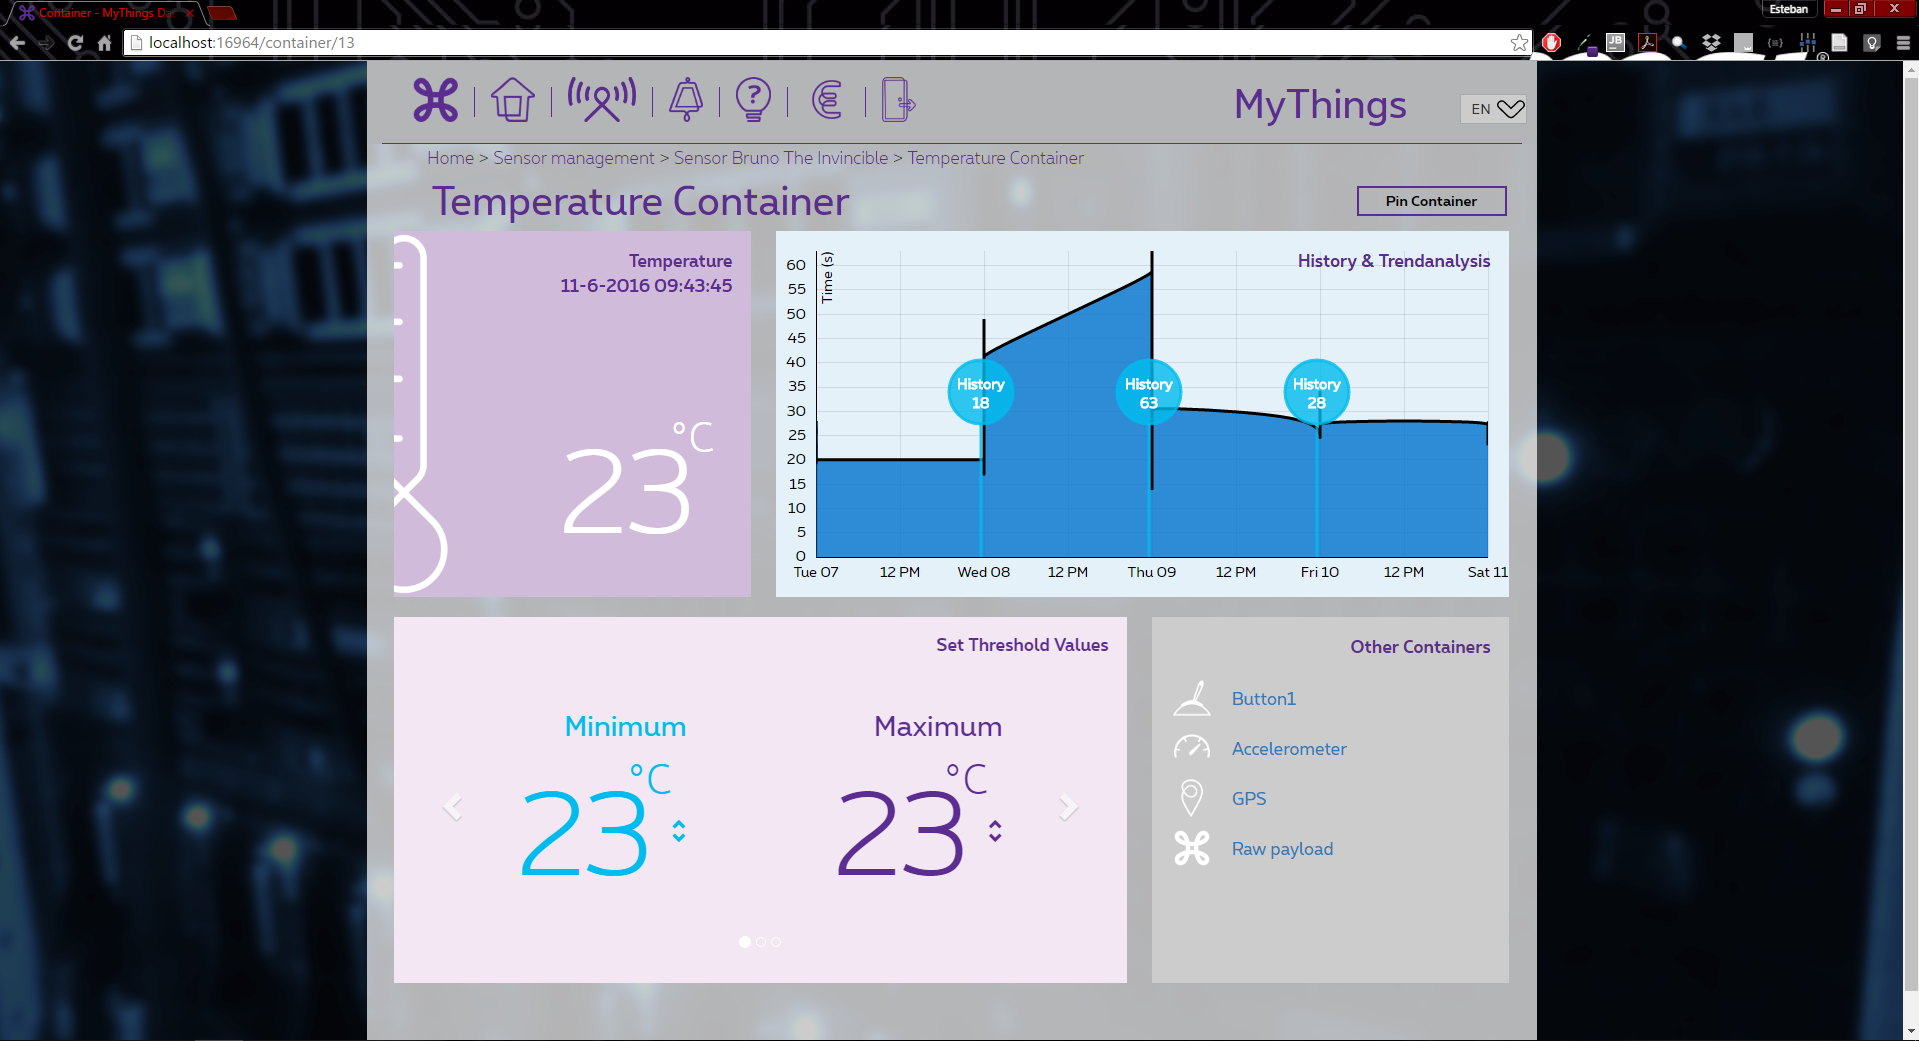 Container - MyThings D
Esteban
localhost:16964/container/13
MyThings
EN
Home > Sensor management > Sensor Bruno The Invincible > Temperature Container
Temperature Container
Pin Container
Temperature
11-6-2016 09:43:45
23 °C
History & Trendanalysis
Time (s)
60
55
50
45
40
35
30
25
20
15
10
5
0
History
18
History
63
History
28
Tue 07
12 PM
Wed 08
12 PM
Thu 09
12 PM
Fri 10
12 PM
Sat 11
Set Threshold Values
Minimum
23 °C
Maximum
23 °C
Other Containers
Button1
Accelerometer
GPS
Raw payload